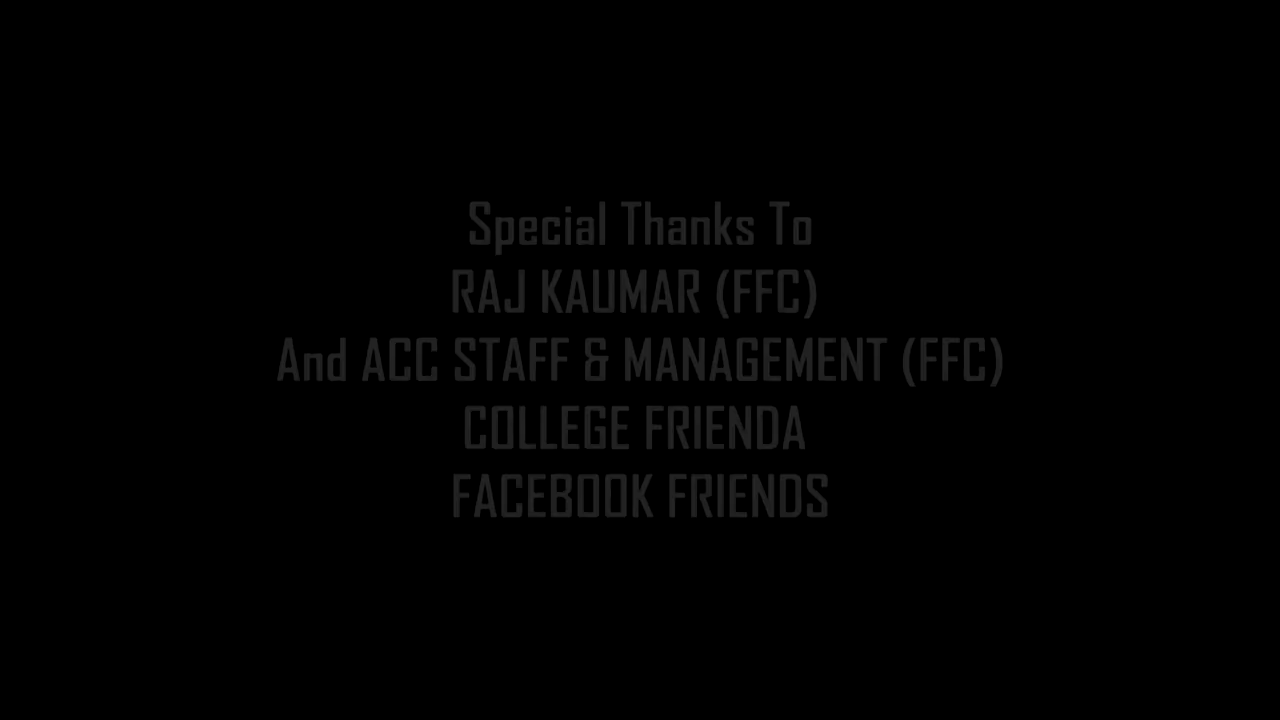 Special Thanks To
RAJ KAUMAR (FFC)
And ACC STAFF & MANAGEMENT (FFC)
COLLEGE FRIENDA
FACEBOOK FRIENDS